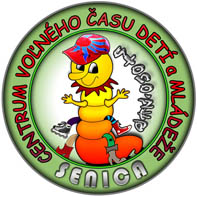 CENTRUM VOĽNÉHO ČASU DETÍ a MLÁDEŽE
SENICA